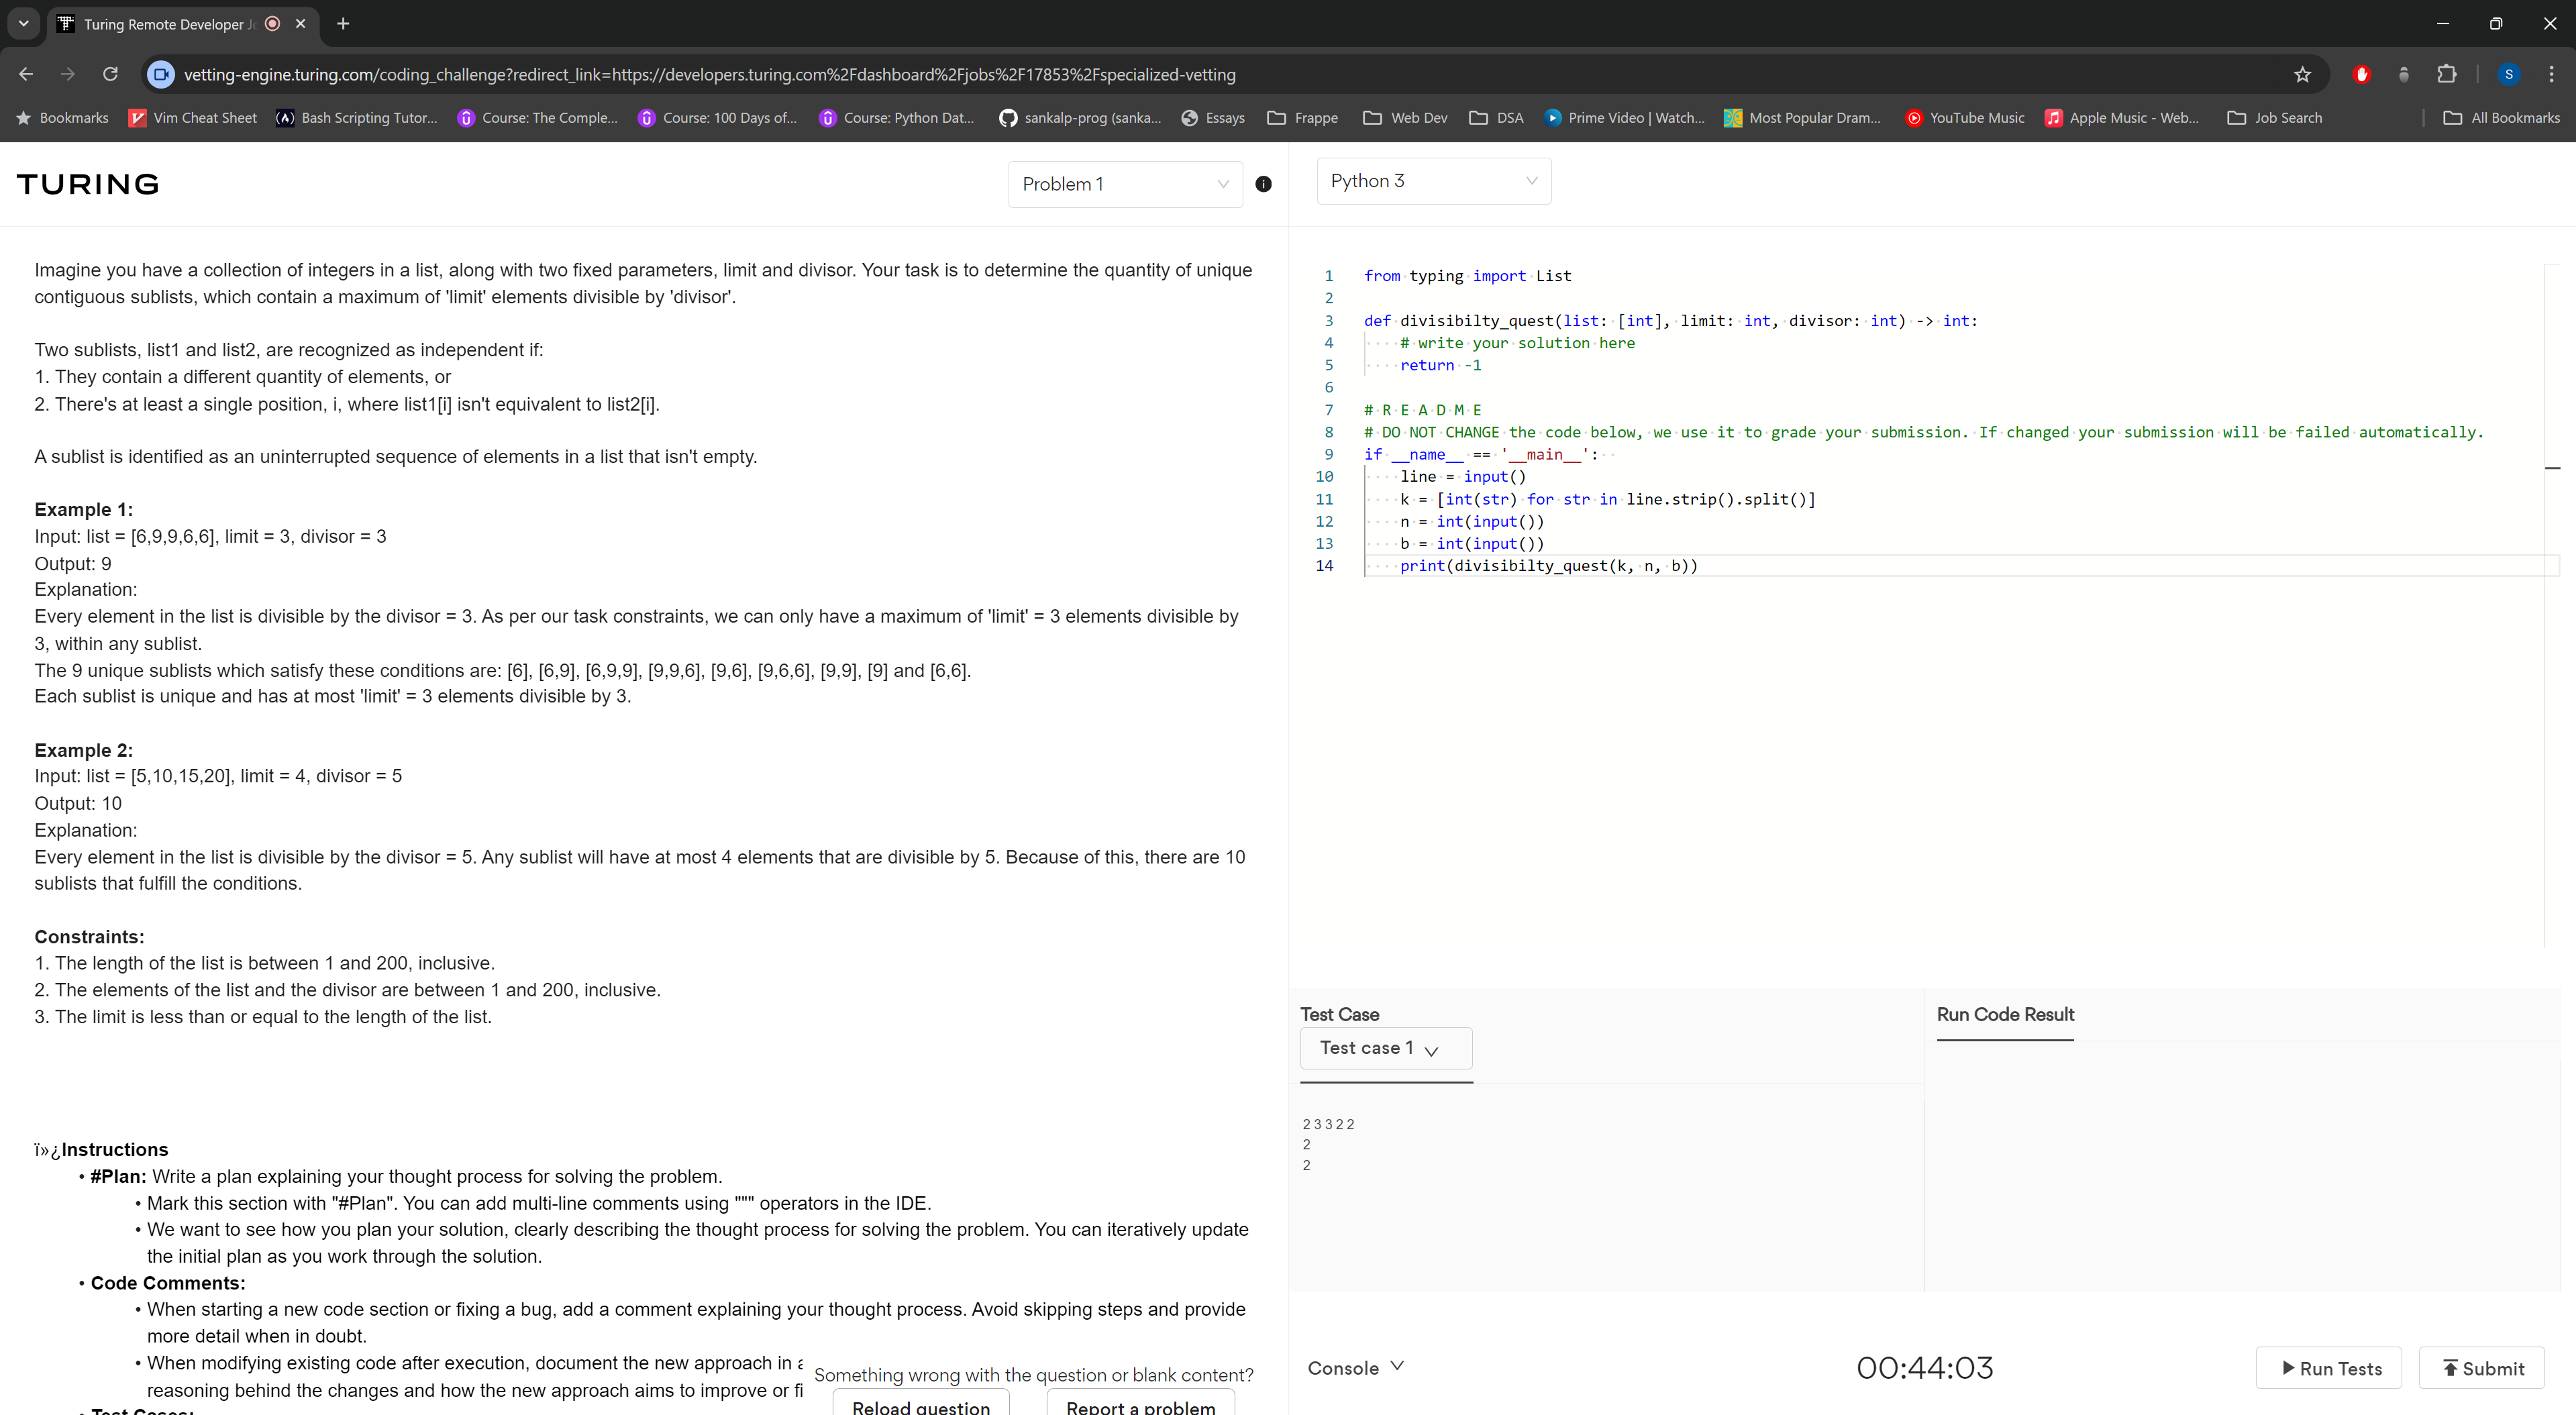 Turing Remote Developer Jo
vetting-engine.turing.com/coding_challenge?redirect_link=https://developers.turing.com%2Fdashboard%2Fjobs%2F17853%2Fspecialized-vetting
S
Bookmarks
Vim Cheat Sheet
Bash Scripting Tutor...
Course: The Comple...
Course: 100 Days of...
Course: Python Dat...
sankalp-prog (sanka...
Essays
Frappe
Web Dev
DSA
Prime Video | Watch...
Most Popular Dram...
YouTube Music
Apple Music - Web...
Job Search
All Bookmarks
TURING
Problem 1
Imagine you have a collection of integers in a list, along with two fixed parameters, limit and divisor. Your task is to determine the quantity of unique
contiguous sublists, which contain a maximum of 'limit' elements divisible by 'divisor'.
Two sublists, list1 and list2, are recognized as independent if:
1. They contain a different quantity of elements, or
2. There's at least a single position, i, where list1[i] isn't equivalent to list2[i].
A sublist is identified as an uninterrupted sequence of elements in a list that isn't empty.
Example 1:
Input: list = [6,9,9,6,6], limit = 3, divisor = 3
Output: 9
Explanation:
Every element in the list is divisible by the divisor = 3. As per our task constraints, we can only have a maximum of 'limit' = 3 elements divisible by
3, within any sublist.
The 9 unique sublists which satisfy these conditions are: [6], [6,9], [6,9,9], [9,9,6], [9,6], [9,6,6], [9,9], [9] and [6,6].
Each sublist is unique and has at most 'limit' = 3 elements divisible by 3.
Example 2:
Input: list = [5,10,15,20], limit = 4, divisor = 5
Output: 10
Explanation:
Every element in the list is divisible by the divisor = 5. Any sublist will have at most 4 elements that are divisible by 5. Because of this, there are 10
sublists that fulfill the conditions.
Constraints:
1. The length of the list is between 1 and 200, inclusive.
2. The elements of the list and the divisor are between 1 and 200, inclusive.
3. The limit is less than or equal to the length of the list.
ï»¿Instructions
• #Plan: Write a plan explaining your thought process for solving the problem.
• Mark this section with "#Plan". You can add multi-line comments using """ operators in the IDE.
• We want to see how you plan your solution, clearly describing the thought process for solving the problem. You can iteratively update
the initial plan as you work through the solution.
• Code Comments:
• When starting a new code section or fixing a bug, add a comment explaining your thought process. Avoid skipping steps and provide
more detail when in doubt.
• When modifying existing code after execution, document the new approach in a
reasoning behind the changes and how the new approach aims to improve or fi
• Test Cases:
Something wrong with the question or blank content?
Reload question
Report a problem
Python 3
1 from typing import List
2
3 def divisibilty_quest(list: [int], limit: int, divisor: int) -> int:
4 # write your solution here
5 return -1
6
7 # R E A D M E
8 # DO NOT CHANGE the code below, we use it to grade your submission. If changed your submission will be failed automatically.
9 if __name__ == '__main__':
10 line = input()
11 k = [int(str) for str in line.strip().split()]
12 n = int(input())
13 b = int(input())
14 print(divisibilty_quest(k, n, b))
Test Case
Test case 1
2 3 3 2 2
2
2
Run Code Result
Console
00:44:03
Run Tests
Submit